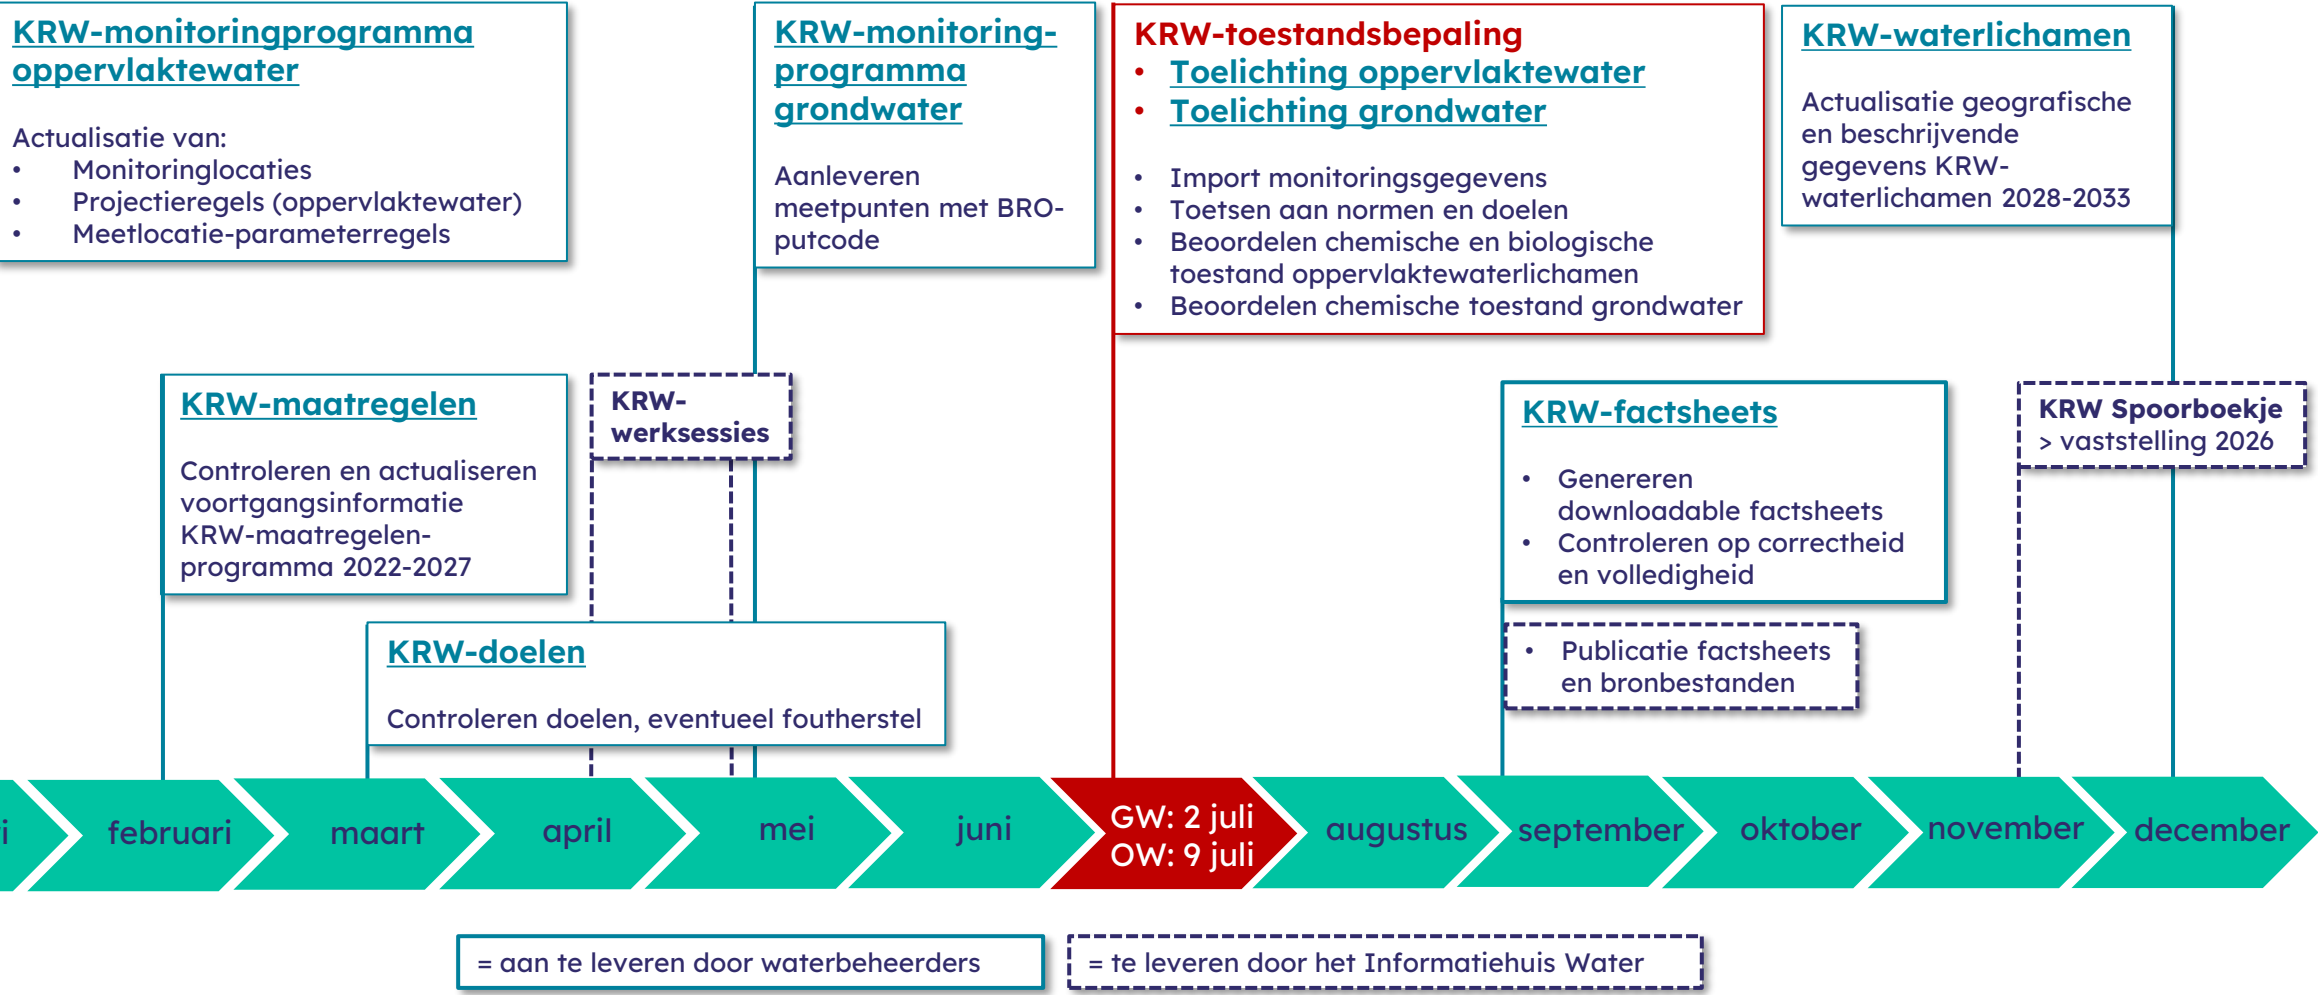 KRW-monitoringprogramma
oppervlaktewater
Actualisatie van:
• Monitoringlocaties
• Projectieregels (oppervlaktewater)
• Meetlocatie-parameterregels
KRW-monitoring-
programma
grondwater
Aanleveren
meetpunten met BRO-
putcode
KRW-toestandsbepaling
• Toelichting oppervlaktewater
• Toelichting grondwater
• Import monitoringsgegevens
• Toetsen aan normen en doelen
• Beoordelen chemische en biologische
toestand oppervlaktewaterlichamen
• Beoordelen chemische toestand grondwater
KRW-waterlichamen
Actualisatie geografische
en beschrijvende
gegevens KRW-
waterlichamen 2028-2033
KRW-maatregelen
Controleren en actualiseren
voortgangsinformatie
KRW-maatregelen-
programma 2022-2027
KRW-
werksessies
KRW-factsheets
• Genereren
downloadable factsheets
• Controleren op correctheid
en volledigheid
KRW Spoorboekje
> vaststelling 2026
KRW-doelen
Controleren doelen, eventueel foutherstel
• Publicatie factsheets
en bronbestanden
februari
maart
april
mei
juni
GW: 2 juli
OW: 9 juli
augustus
september
oktober
november
december
= aan te leveren door waterbeheerders
= te leveren door het Informatiehuis Water